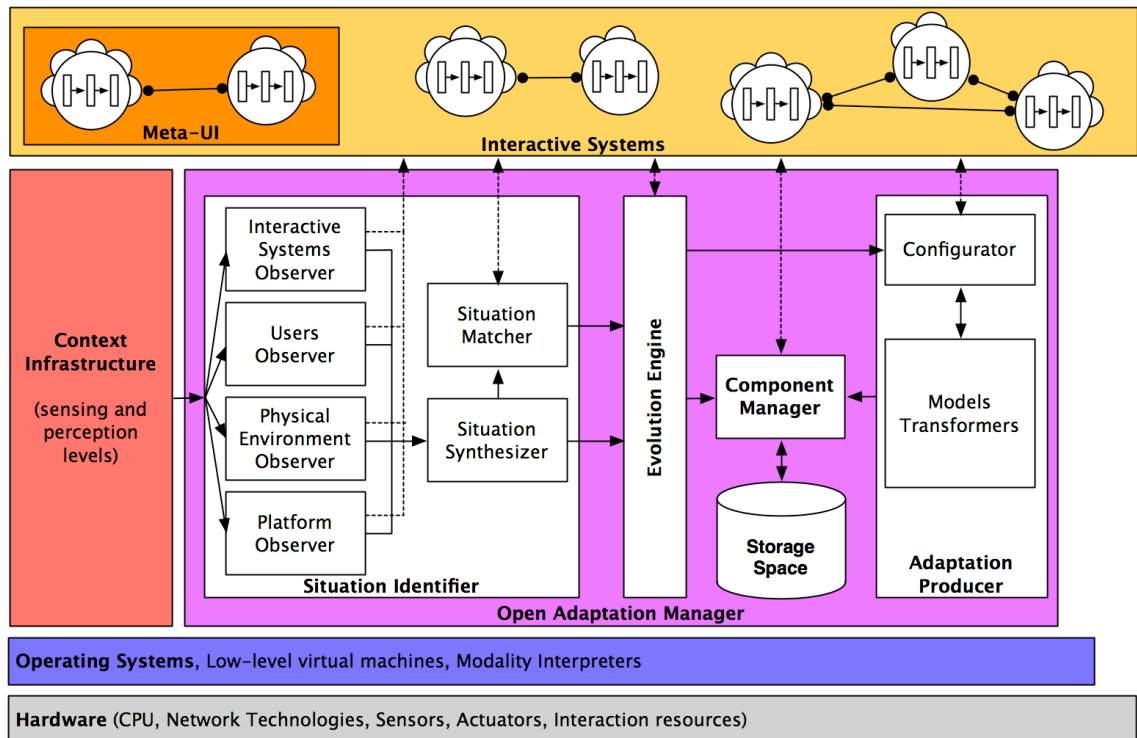 Meta-UI
Interactive Systems
Context
Infrastructure
(sensing and
perception
levels)
Interactive
Systems
Observer
Users
Observer
Physical
Environment
Observer
Platform
Observer
Situation
Matcher
Situation
Synthesizer
Situation Identifier
Evolution Engine
Component
Manager
Storage
Space
Configurator
Models
Transformers
Adaptation
Producer
Open Adaptation Manager
Operating Systems, Low-level virtual machines, Modality Interpreters
Hardware (CPU, Network Technologies, Sensors, Actuators, Interaction resources)